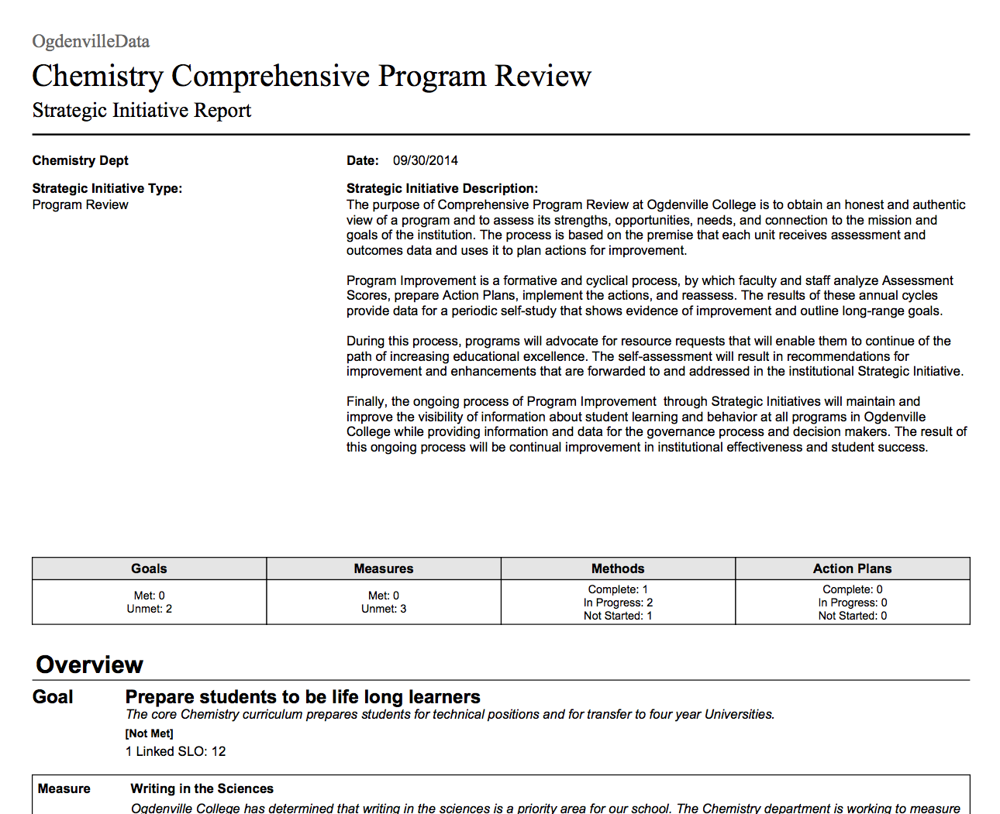 OgdenvilleData
Chemistry Comprehensive Program Review
Strategic Initiative Report
Chemistry Dept
Date: 09/30/2014
Strategic Initiative Type:
Program Review
Strategic Initiative Description:
The purpose of Comprehensive Program Review at Ogdenville College is to obtain an honest and authentic
view of a program and to assess its strengths, opportunities, needs, and connection to the mission and
goals of the institution. The process is based on the premise that each unit receives assessment and
outcomes data and uses it to plan actions for improvement.
Program Improvement is a formative and cyclical process, by which faculty and staff analyze Assessment
Scores, prepare Action Plans, implement the actions, and reassess. The results of these annual cycles
provide data for a periodic self-study that shows evidence of improvement and outline long-range goals.
During this process, programs will advocate for resource requests that will enable them to continue of the
path of increasing educational excellence. The self-assessment will result in recommendations for
improvement and enhancements that are forwarded to and addressed in the institutional Strategic Initiative.
Finally, the ongoing process of Program Improvement  through Strategic Initiatives will maintain and
improve the visibility of information about student learning and behavior at all programs in Ogdenville
College while providing information and data for the governance process and decision makers. The result of
this ongoing process will be continual improvement in institutional effectiveness and student success.
Goals Measures Methods Action Plans
Met: 0
Unmet: 2
Met: 0
Unmet: 3
Complete: 1
In Progress: 2
Not Started: 1
Complete: 0
In Progress: 0
Not Started: 0
Overview
Goal Prepare students to be life long learners
The core Chemistry curriculum prepares students for technical positions and for transfer to four year Universities.
[Not Met]
1 Linked SLO: 12
Measure Writing in the Sciences
Ogdenville College has determined that writing in the sciences is a priority area for our school. The Chemistry department is working to measure